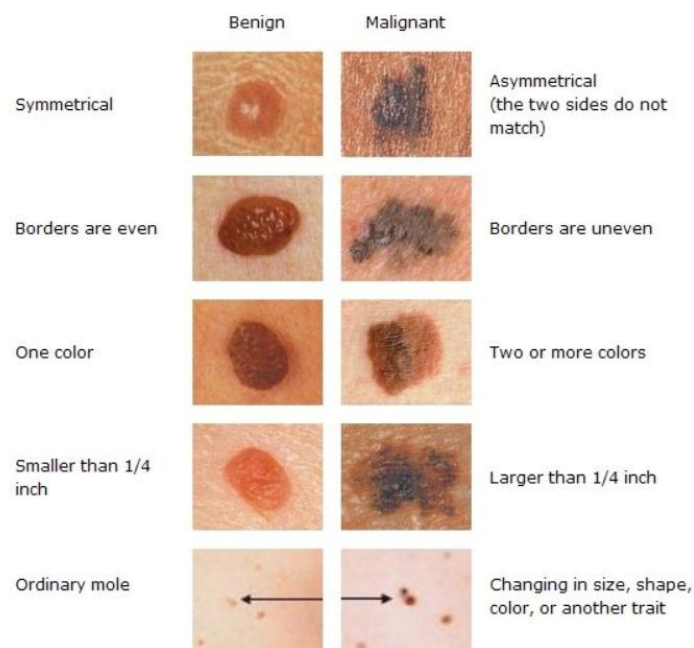 Benign
Malignant
Symmetrical
Asymmetrical
(the two sides do not
match)
Borders are even
Borders are uneven
One color
Two or more colors
Smaller than 1/4
inch
Larger than 1/4 inch
Ordinary mole
Changing in size, shape,
color, or another trait